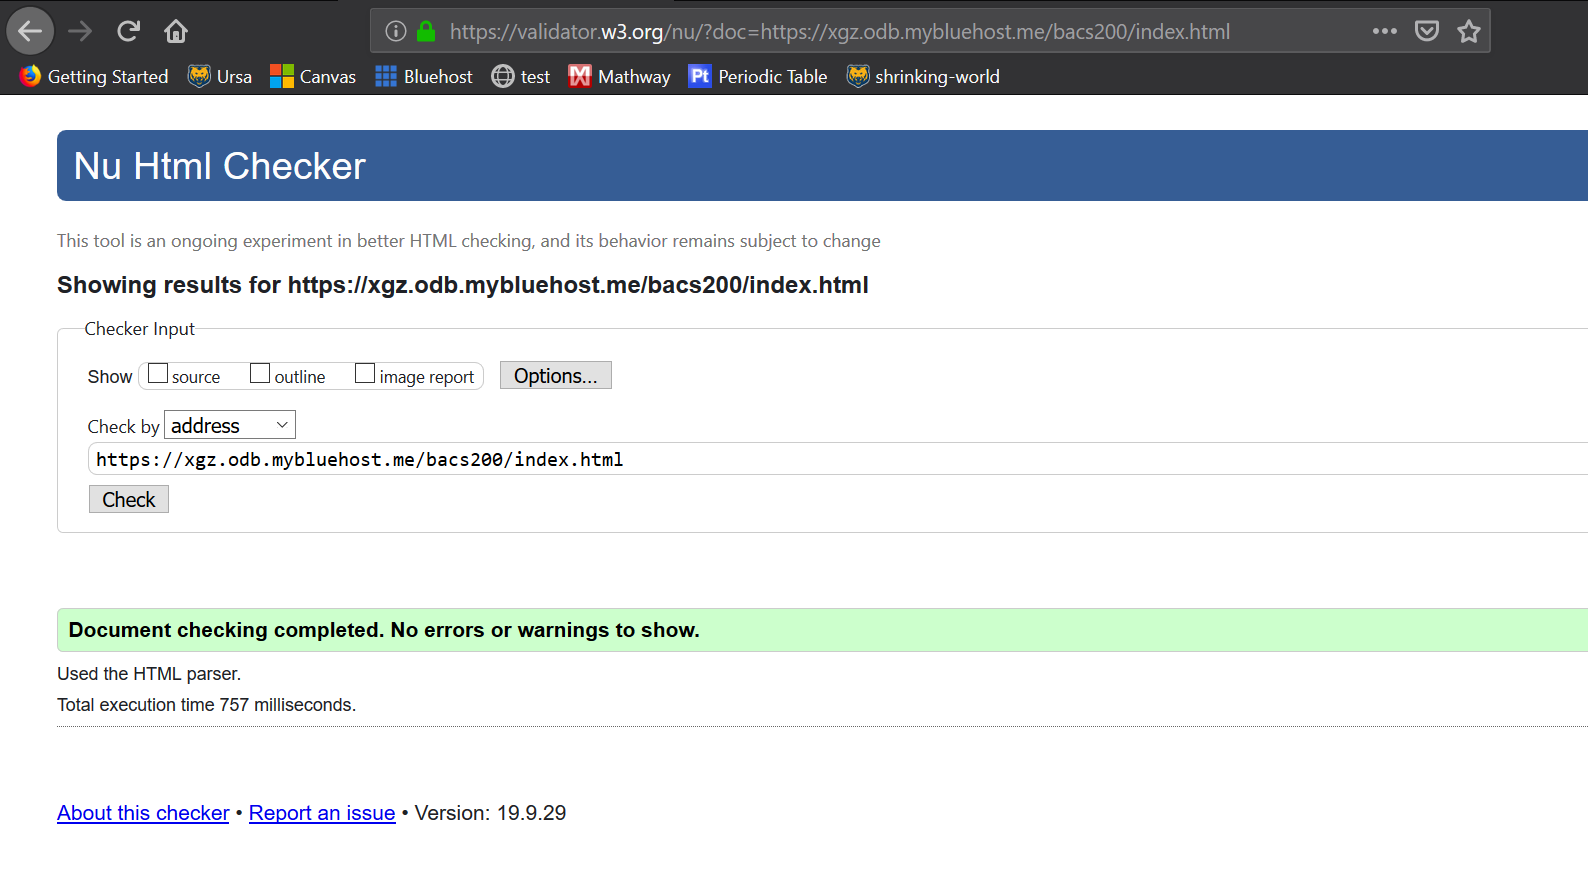 https://validator.w3.org/nu/?doc=https://xgz.odb.mybluehost.me/bacs200/index.html
Getting Started Ursa Canvas Bluehost test Mathway Pt Periodic Table shrinking-world
Nu Html Checker
This tool is an ongoing experiment in better HTML checking, and its behavior remains subject to change
Showing results for https://xgz.odb.mybluehost.me/bacs200/index.html
Checker Input
Show source outline image report Options...
Check by address
https://xgz.odb.mybluehost.me/bacs200/index.html
Check
Document checking completed. No errors or warnings to show.
Used the HTML parser.
Total execution time 757 milliseconds.
About this checker • Report an issue • Version: 19.9.29